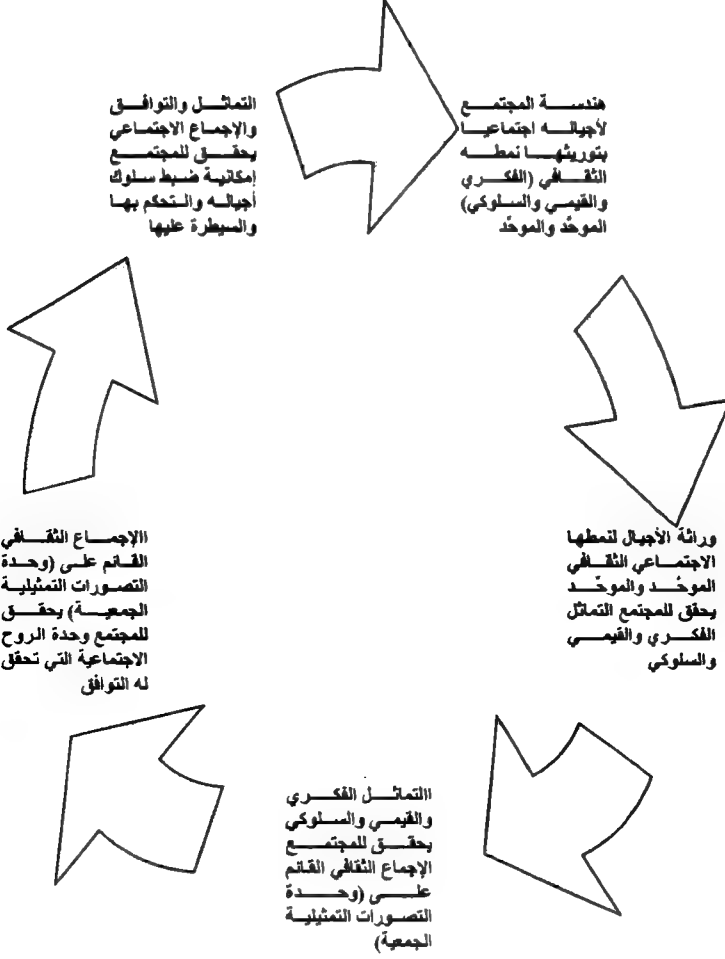 هندسة المجتمع
لأجياله اجتماعيا
بتوريثها نمطه
الثقافي (الفكري
والقيمي والسلوكي)
الموحَّد والموحِّد
وراثة الأجيال لنمطها
الاجتماعي الثقافي
الموحَّد والموحِّد
يحقق للمجتمع التماثل
الفكري والقيمي
والسلوكي
االتماثل الفكري
والقيمي والسلوكي
يحقق للمجتمع
الإجماع الثقافي القائم
على (وحدة
التصورات التمثيلية
الجمعية)
االإجماع الثقافي
القائم على (وحدة
التصورات التمثيلية
الجمعية) يحقق
للمجتمع وحدة الروح
الاجتماعية التي تحقق
له التوافق
التماثل والتوافق
والإجماع الاجتماعي
يحقق للمجتمع
إمكانية ضبط سلوك
أجياله والتحكم بها
والسيطرة عليها